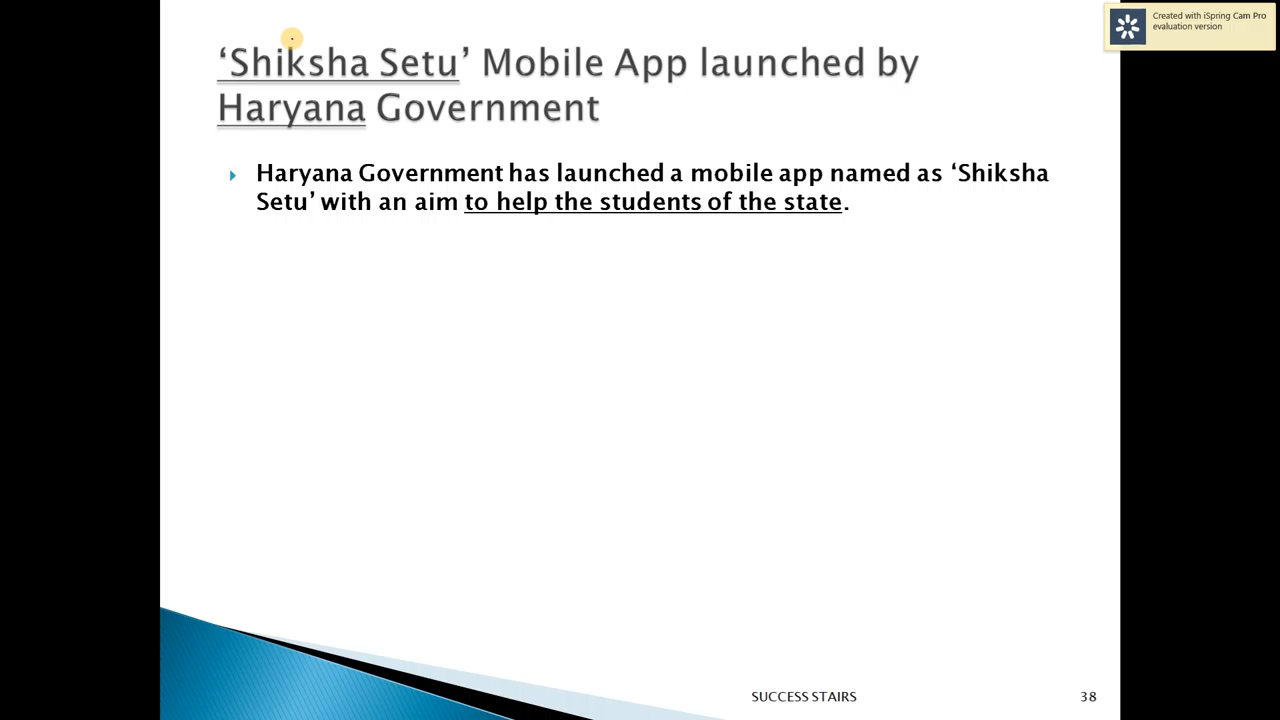 Created with iSpring Cam Pro
evaluation version
‘Shiksha Setu’ Mobile App launched by
Haryana Government
Haryana Government has launched a mobile app named as ‘Shiksha
Setu’ with an aim to help the students of the state.
SUCCESS STAIRS
38